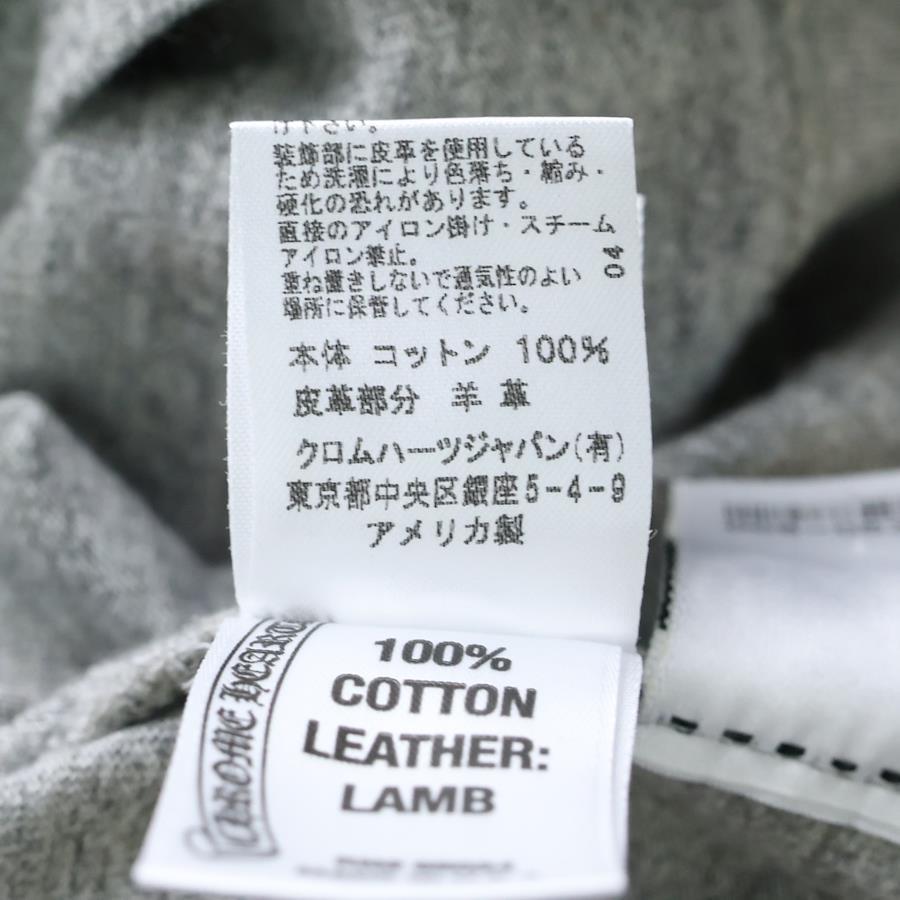 け下さい。
装飾部に皮革を使用している
ため洗濯により色落ち・縮み・
硬化の恐れがあります。
直接のアイロン掛け・スチーム
アイロン禁止。
重ね置きしないで通気性のよい
場所に保管してください。
04
本体 コットン 100%
皮革部分 羊革
クロムハーツジャパン(有)
東京都中央区銀座5-4-9
アメリカ製
CHROME HEARTS
100%
COTTON
LEATHER:
LAMB